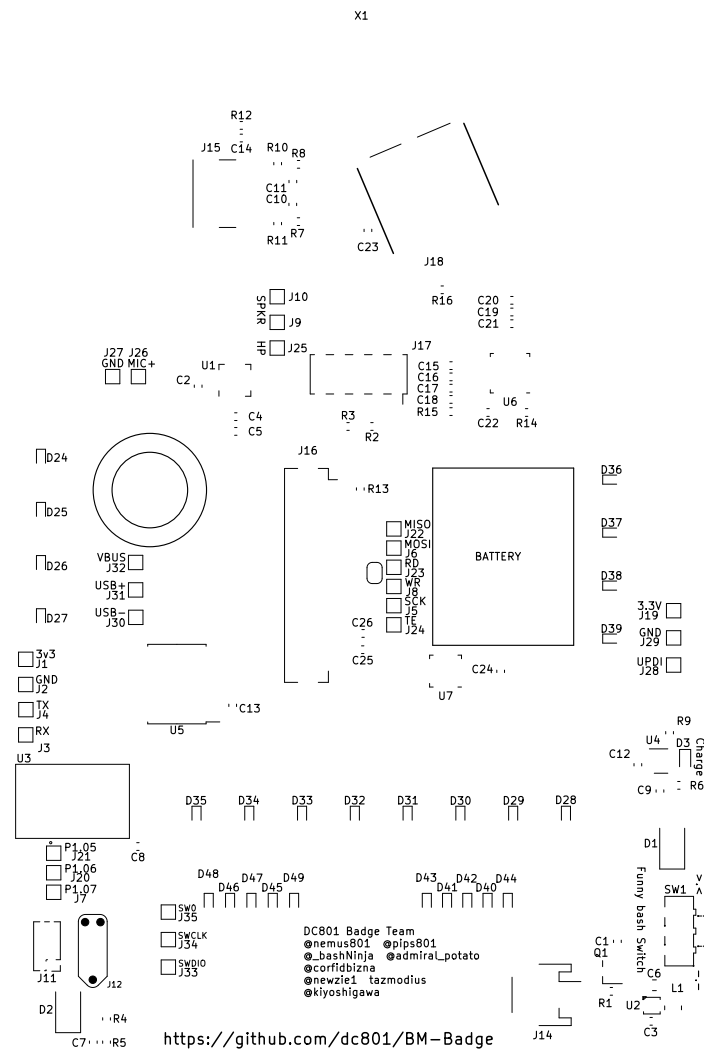 X1
R12
J15 C14 R10
R8
C11
C10
R7
R11
C23
J18
R16
C20
C19
C21
SPKR
J10
J9
HP
J25
J17
J27 J26
GND MIC+
U1
C2
C15
C16
C17
C18
R15
U6
C4
C5
R3
R2
C22 R14
J16
D24
D25
D26
D27
R13
D36
D37
D38
D39
MISO
J22
MOSI
J6
RD
J23
WR
J8
SCK
J5
TE
J24
BATTERY
VBUS
J32
USB+
J31
USB-
J30
C26
C25
3.3V
J19
GND
J29
UPDI
J28
3v3
J1
GND
J2
TX
J4
RX
J3
U3
U5
C13
C24
U7
R9
U4 D3
Charge
C12
C9 R6
D35 D34 D33 D32 D31 D30 D29 D28
D1
P1.05
J21
P1.06
J20
P1.07
J7
C8
D48 D47 D49
D46 D45
D43 D42 D44
D41 D40
Funny bash Switch
SW1
< >
SW0
J35
SWCLK
J34
SWDIO
J33
J11
J12
DC801 Badge Team
@nemus801 @pips801
@_bashNinja @admiral_potato
@corfidbizna
@newzie1 tazmodius
@kiyoshigawa
C1
Q1
C6
L1
R1 U2
C3
J14
D2
R4
C7 R5
https://github.com/dc801/BM-Badge